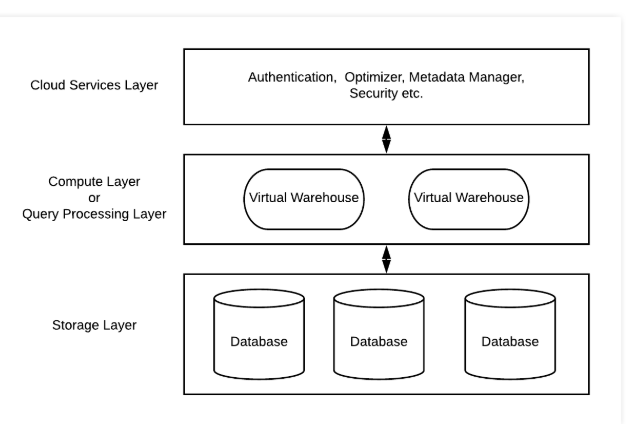 Cloud Services Layer
Authentication,  Optimizer, Metadata Manager,
Security etc.
Compute Layer
or
Query Processing Layer
Virtual Warehouse
Virtual Warehouse
Storage Layer
Database
Database
Database